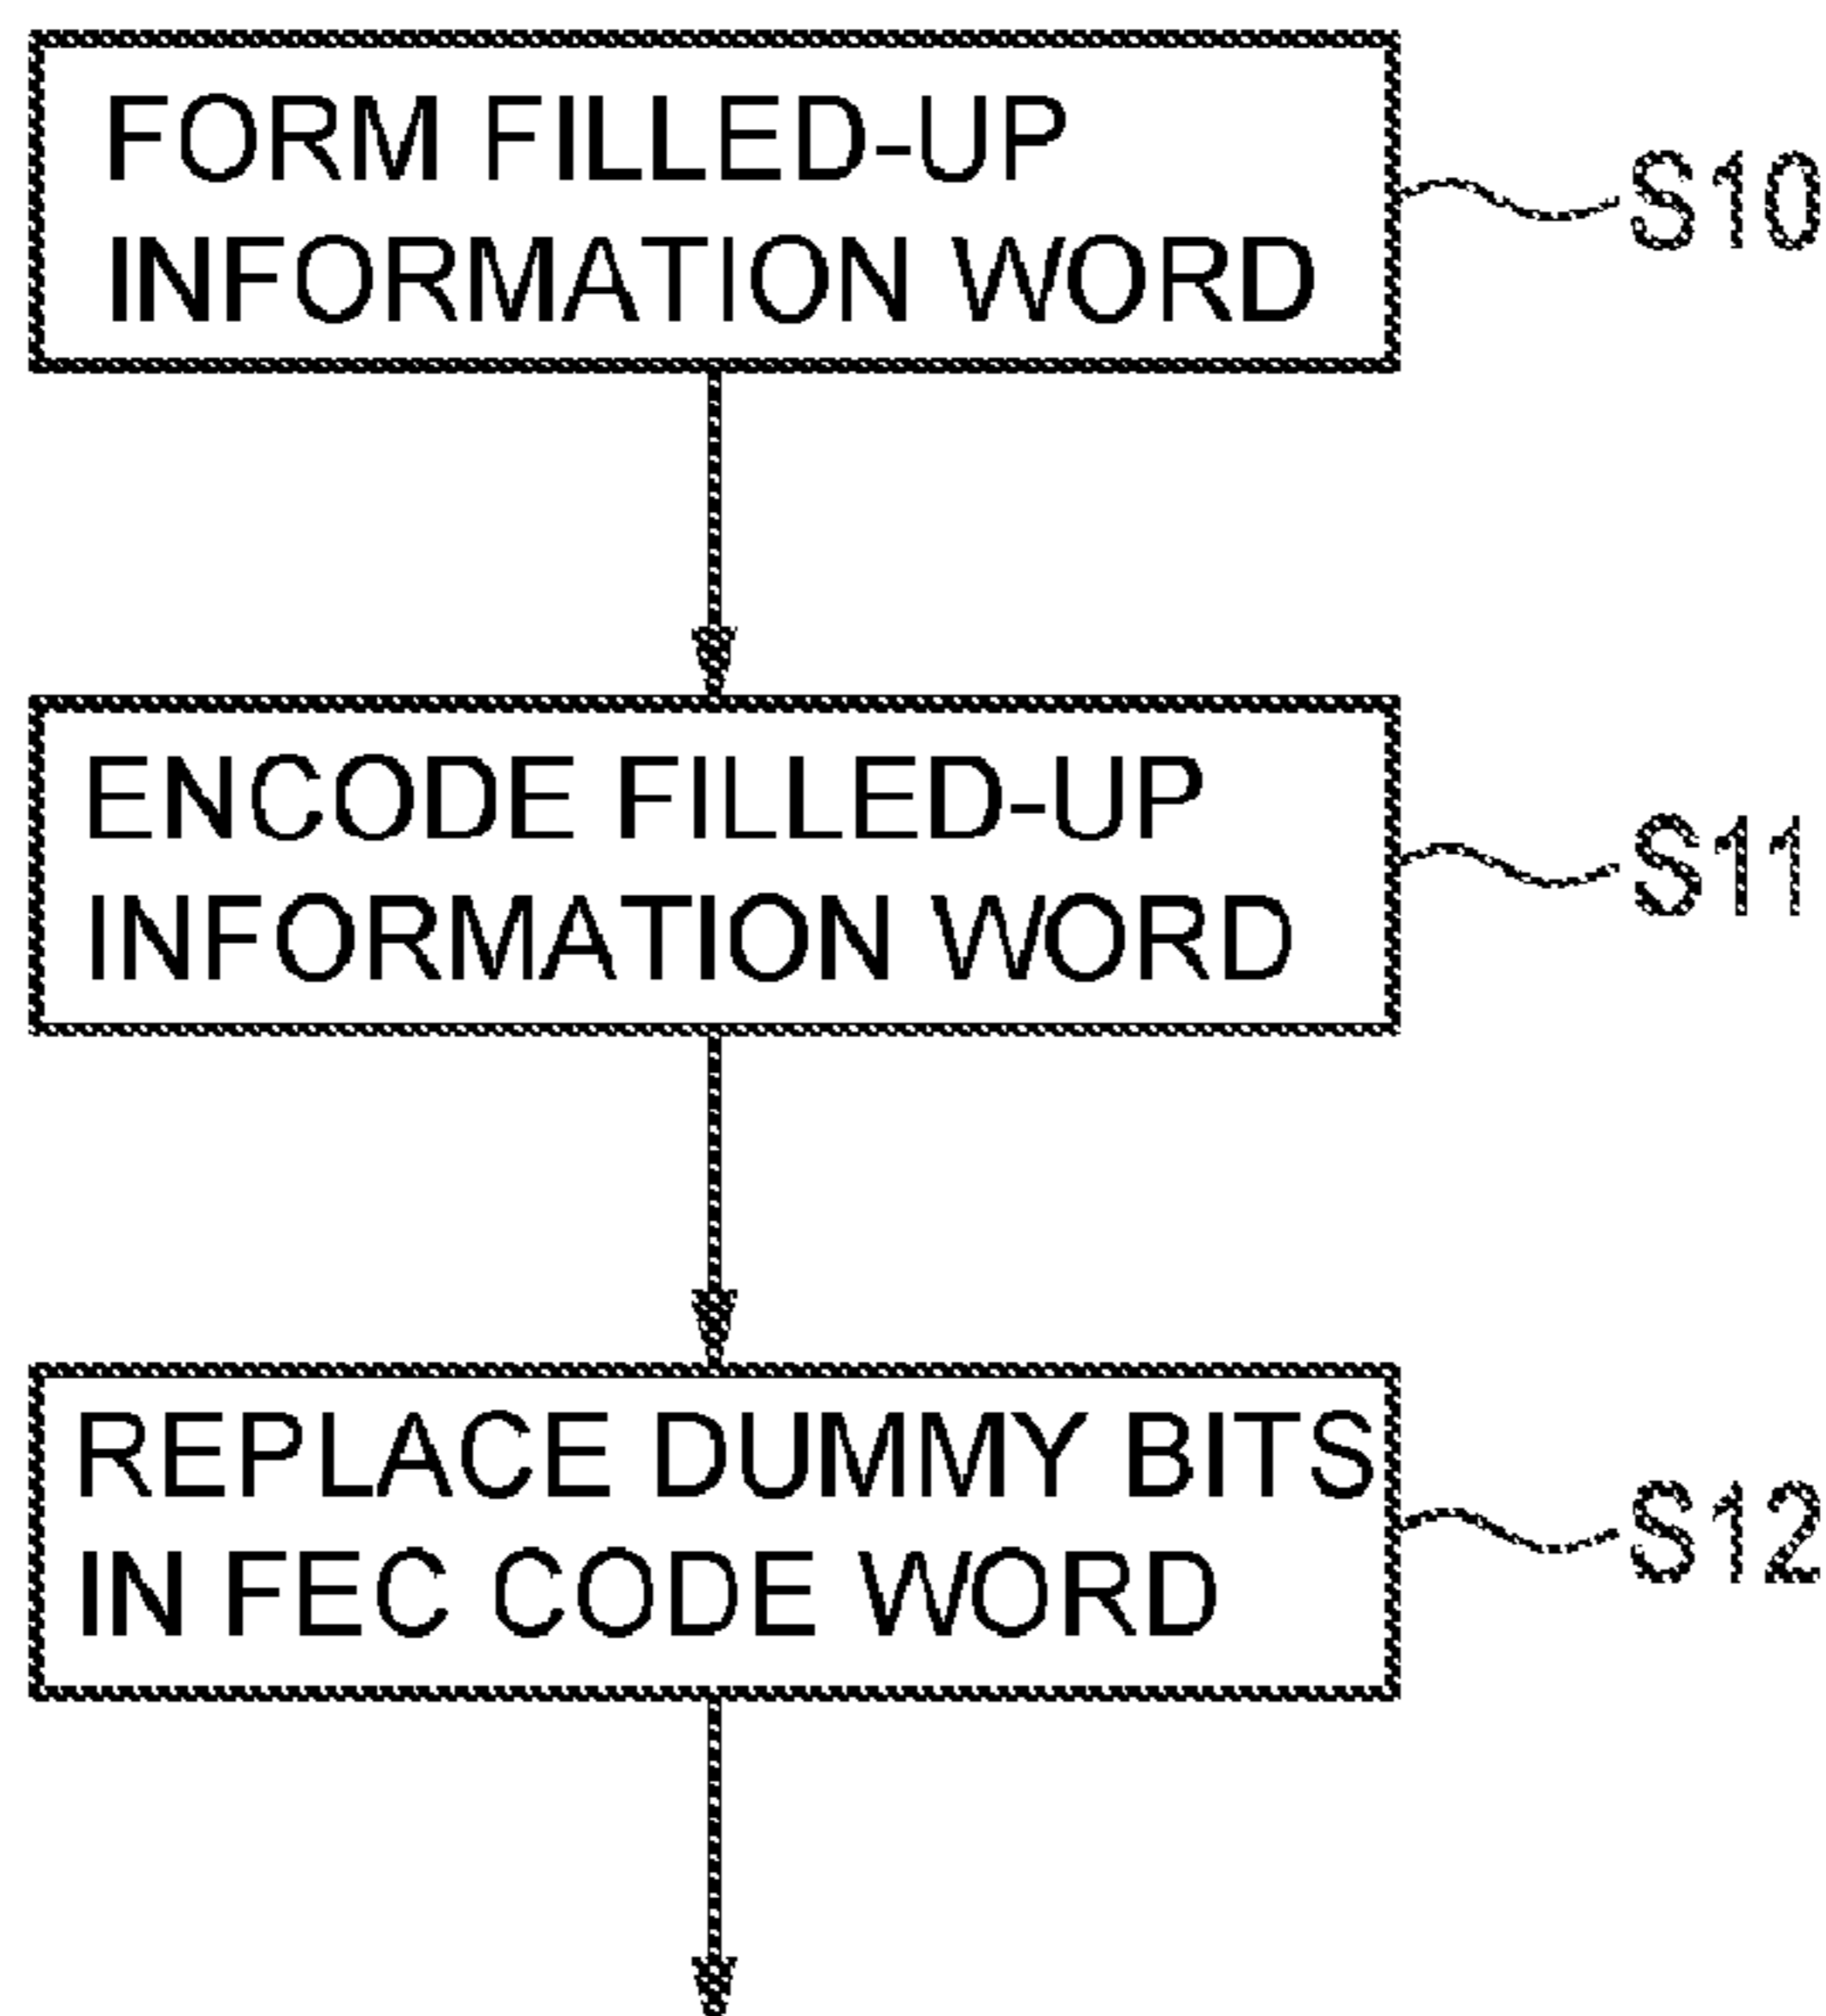 FORM FILLED-UP
INFORMATION WORD
S10
ENCODE FILLED-UP
INFORMATION WORD
S11
REPLACE DUMMY BITS
IN FEC CODE WORD
S12